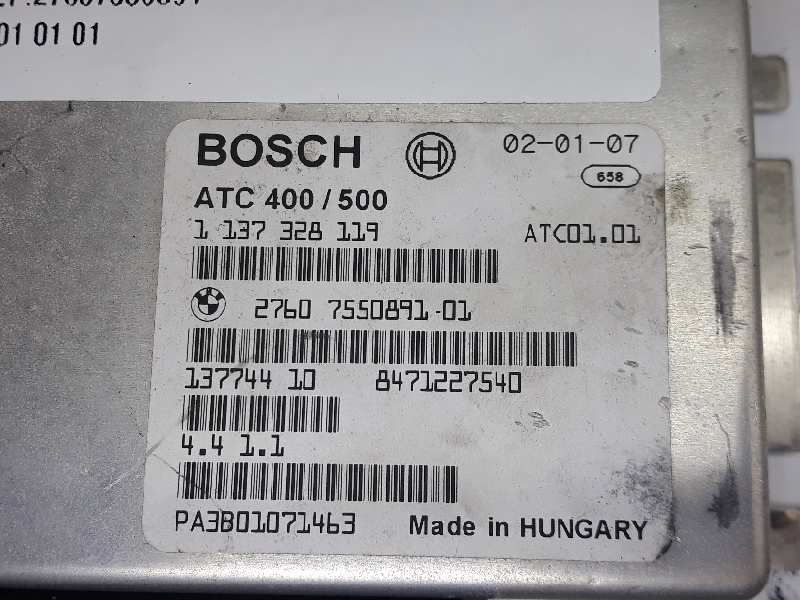 01 01 01
BOSCH
02-01-07
658
ATC 400 / 500
1 137 328 119
ATC01.01
2760 7550891-01
137744 10 8471227540
4.4 1.1
PA3B01071463
Made in HUNGARY